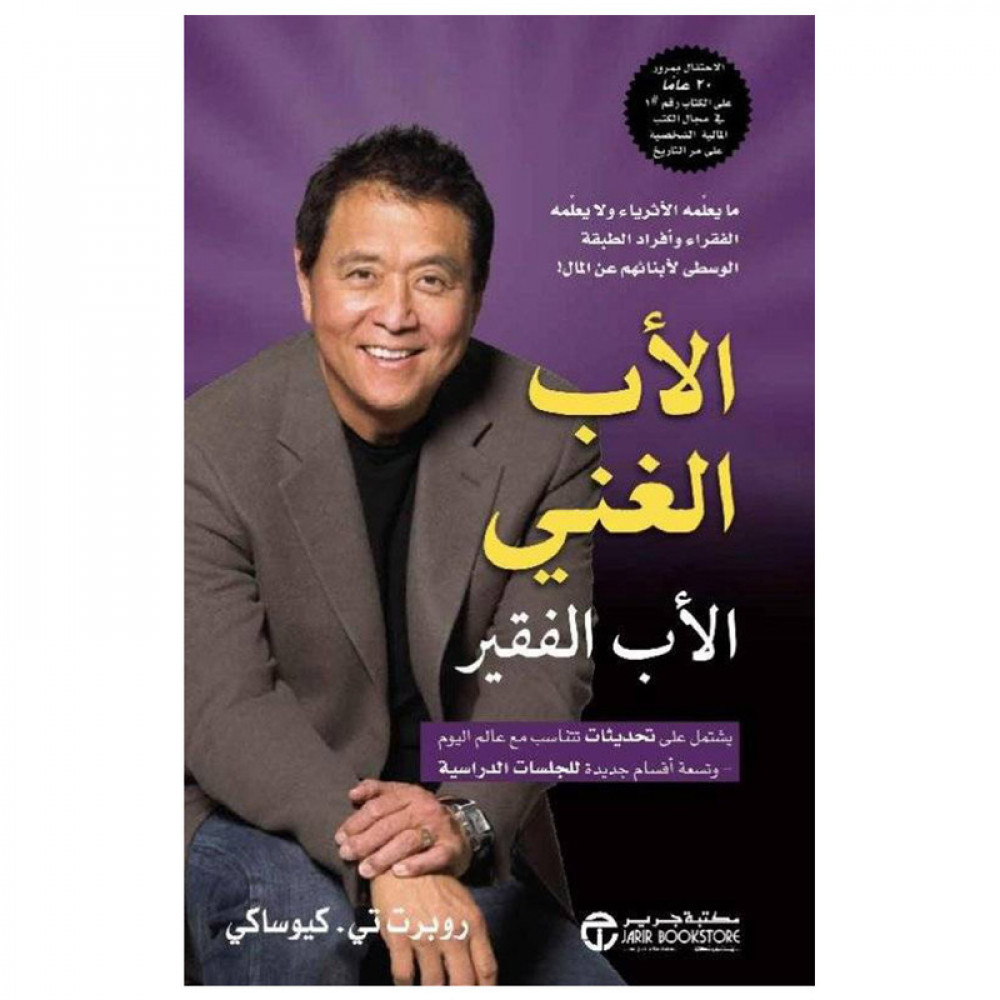 الاحتفال بمرور
٢٠ عامًا
على الكتاب رقم #١
في مجال الكتب
المالية الشخصية
على مر التاريخ
ما يعلّمه الأثرياء ولا يعلّمه
الفقراء وأفراد الطبقة
الوسطى لأبنائهم عن المال!
الأب
الغني
الأب الفقير
يشتمل على تحديثات تتناسب مع عالم اليوم
– وتسعة أقسام جديدة للجلسات الدراسية
روبرت تي. كيوساكي
مكتبة جرير
JARIR BOOKSTORE